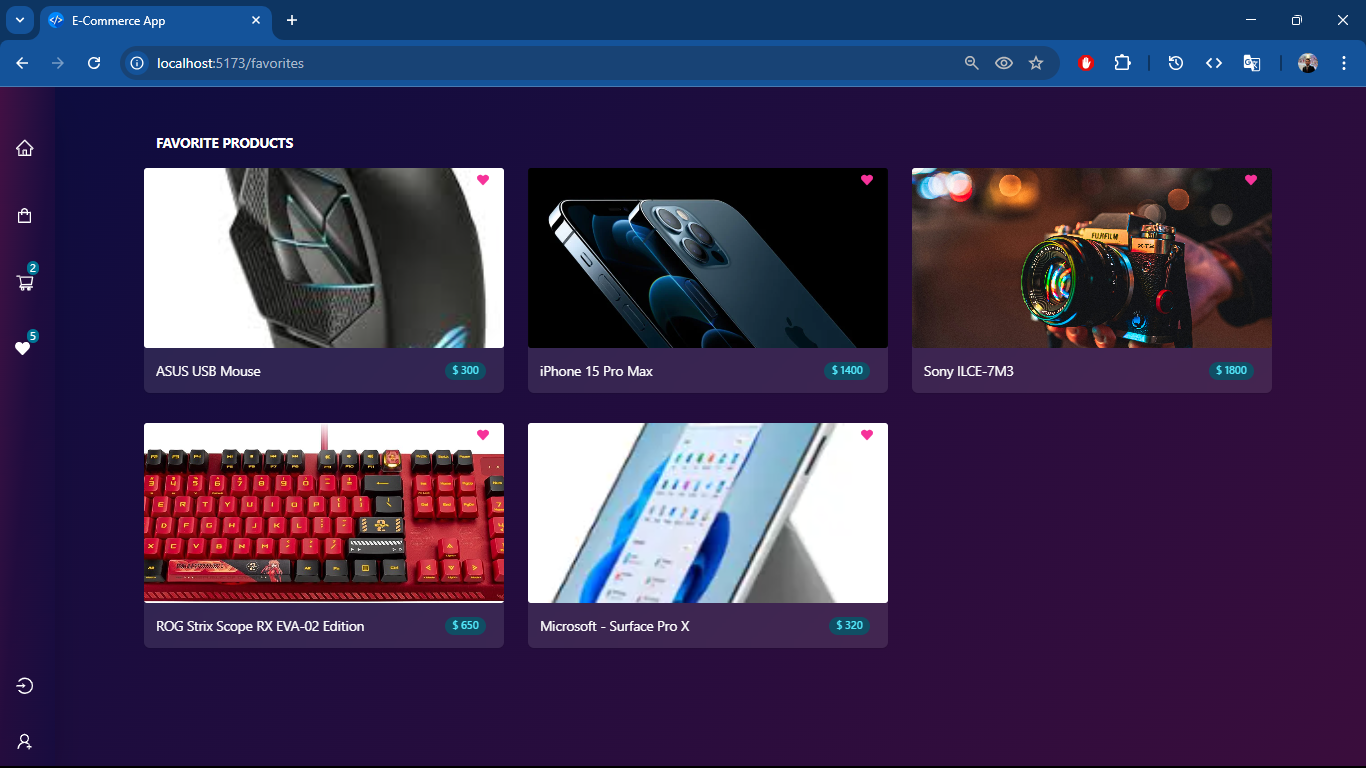 E-Commerce App
localhost:5173/favorites
2
5
FAVORITE PRODUCTS
FUJIFILM
ASUS USB Mouse
$ 300
iPhone 15 Pro Max
$ 1400
Sony ILCE-7M3
$ 1800
E R T Y U I O P
D F G H J K L
X C V B N M
ROG Strix Scope RX EVA-02 Edition
$ 650
Microsoft - Surface Pro X
$ 320